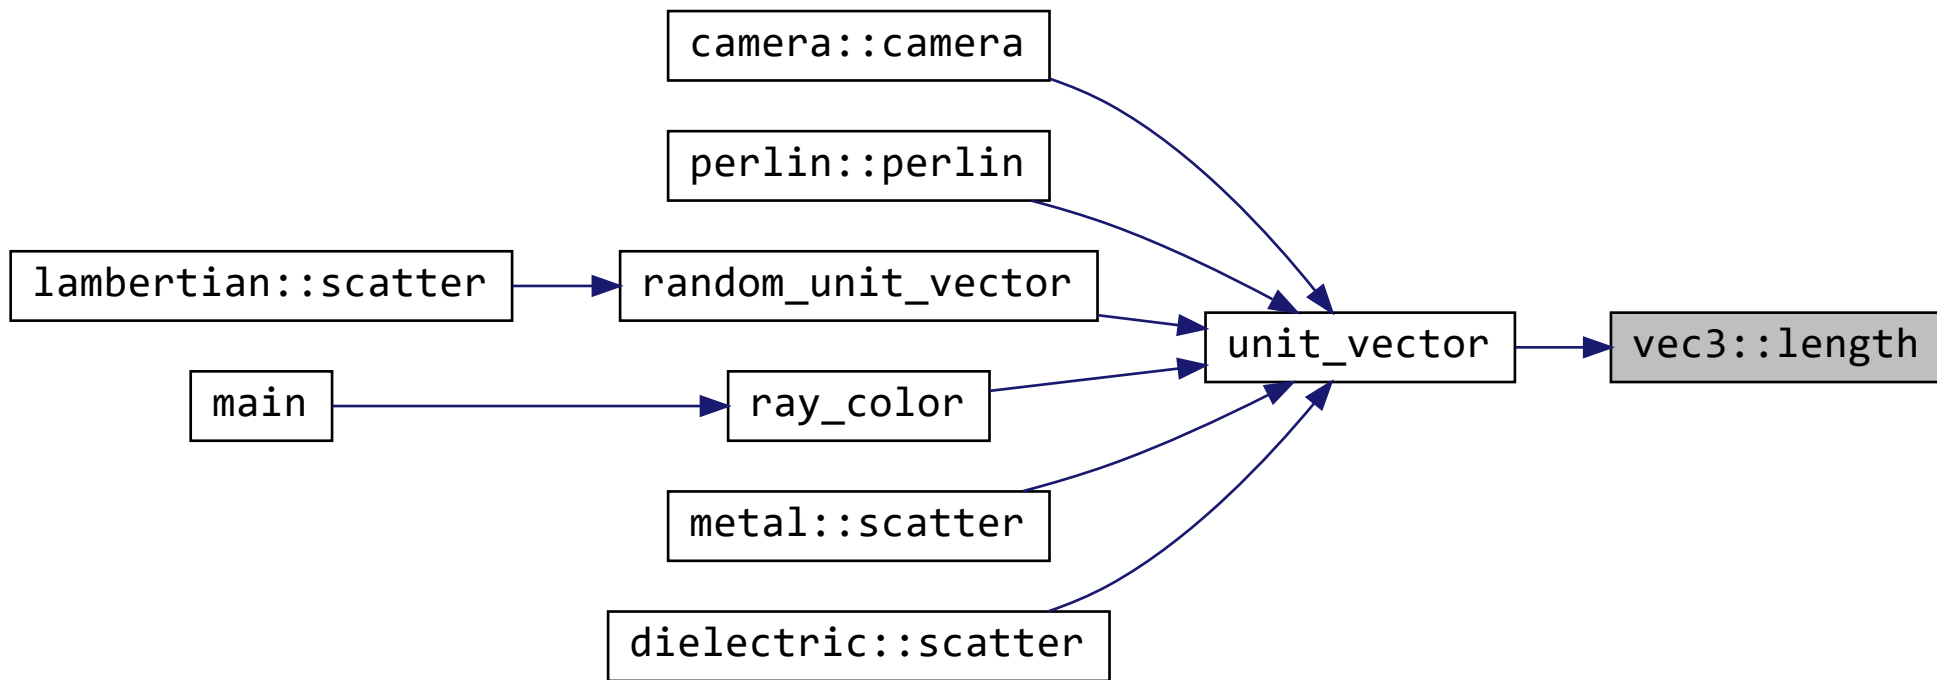 camera::camera
perlin::perlin
lambertian::scatter
random_unit_vector
unit_vector
vec3::length
main
ray_color
metal::scatter
dielectric::scatter